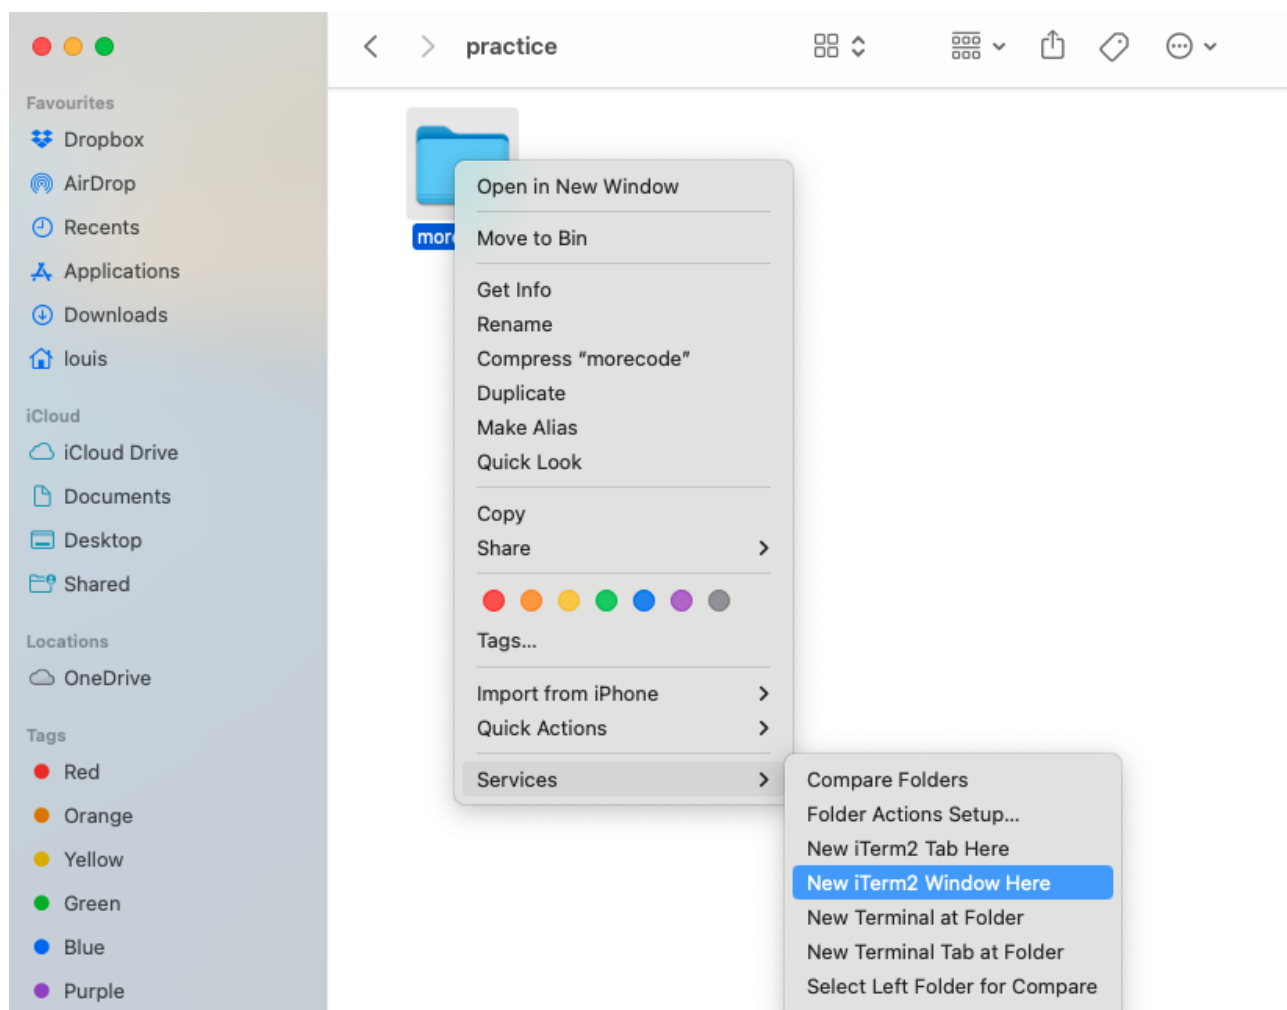 practice
Favourites
Dropbox
AirDrop
Recents
Applications
Downloads
louis
iCloud
iCloud Drive
Documents
Desktop
Shared
Locations
OneDrive
Tags
Red
Orange
Yellow
Green
Blue
Purple
Open in New Window
Move to Bin
Get Info
Rename
Compress “morecode”
Duplicate
Make Alias
Quick Look
Copy
Share
Tags...
Import from iPhone
Quick Actions
Services
Compare Folders
Folder Actions Setup...
New iTerm2 Tab Here
New iTerm2 Window Here
New Terminal at Folder
New Terminal Tab at Folder
Select Left Folder for Compare